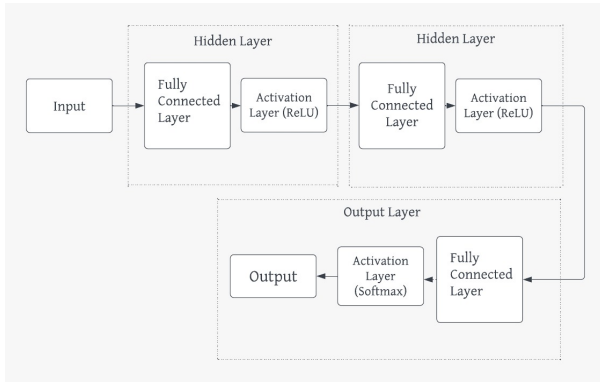 Hidden Layer
Hidden Layer
Input
Fully
Connected
Layer
Activation
Layer (ReLU)
Fully
Connected
Layer
Activation
Layer (ReLU)
Output Layer
Output
Activation
Layer
(Softmax)
Fully
Connected
Layer